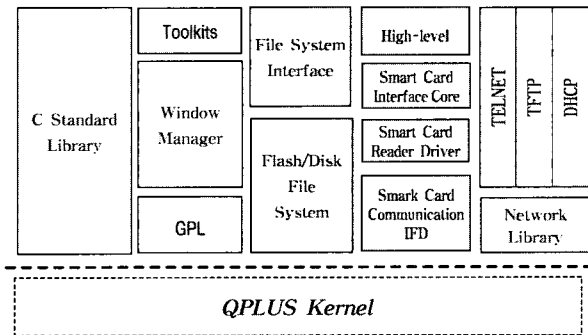 C Standard
Library
Toolkits
Window
Manager
GPL
File System
Interface
Flash/Disk
File
System
High-level
Smart Card
Interface Core
Smart Card
Reader Driver
Smark Card
Communication
IFD
TELNET
TFTP
DHCP
Network
Library
QPLUS Kernel